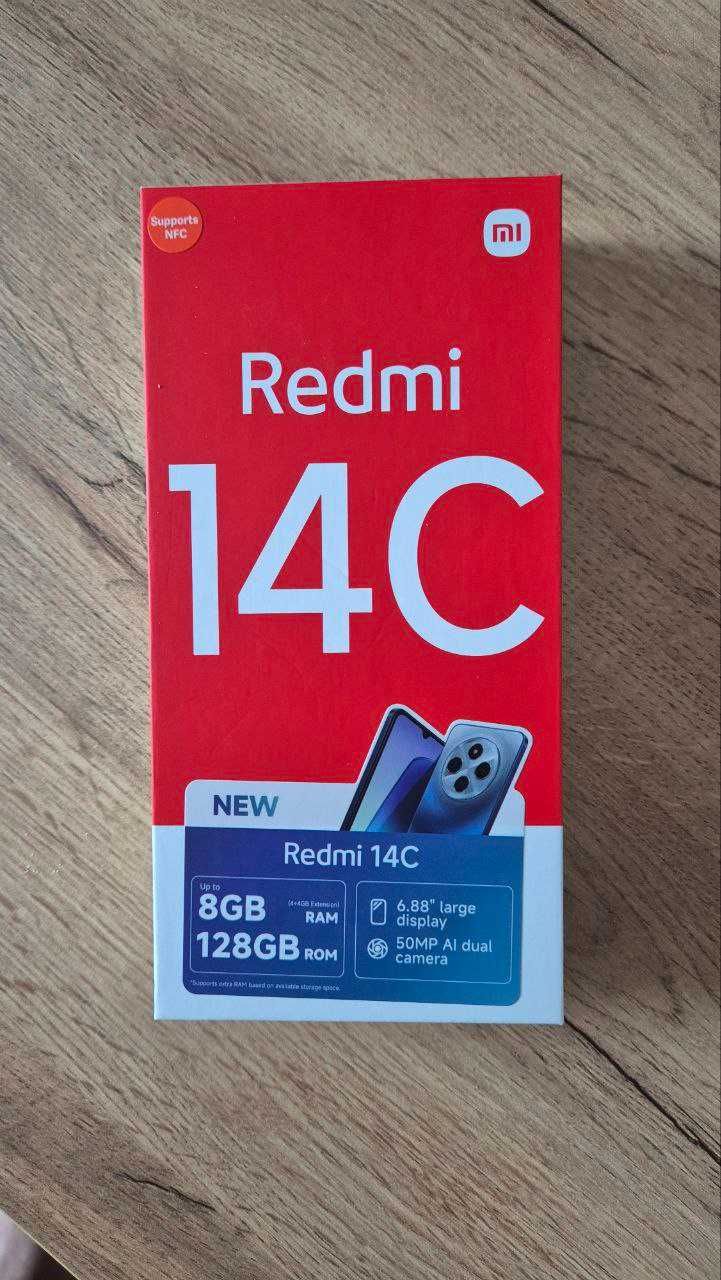 Supports
NFC
mi
Redmi
14C
NEW
Redmi 14C
Up to
8GB (4+4GB Extension) RAM
128GB ROM
6.88" large
display
50MP AI dual
camera
*Supports extra RAM based on available storage space.